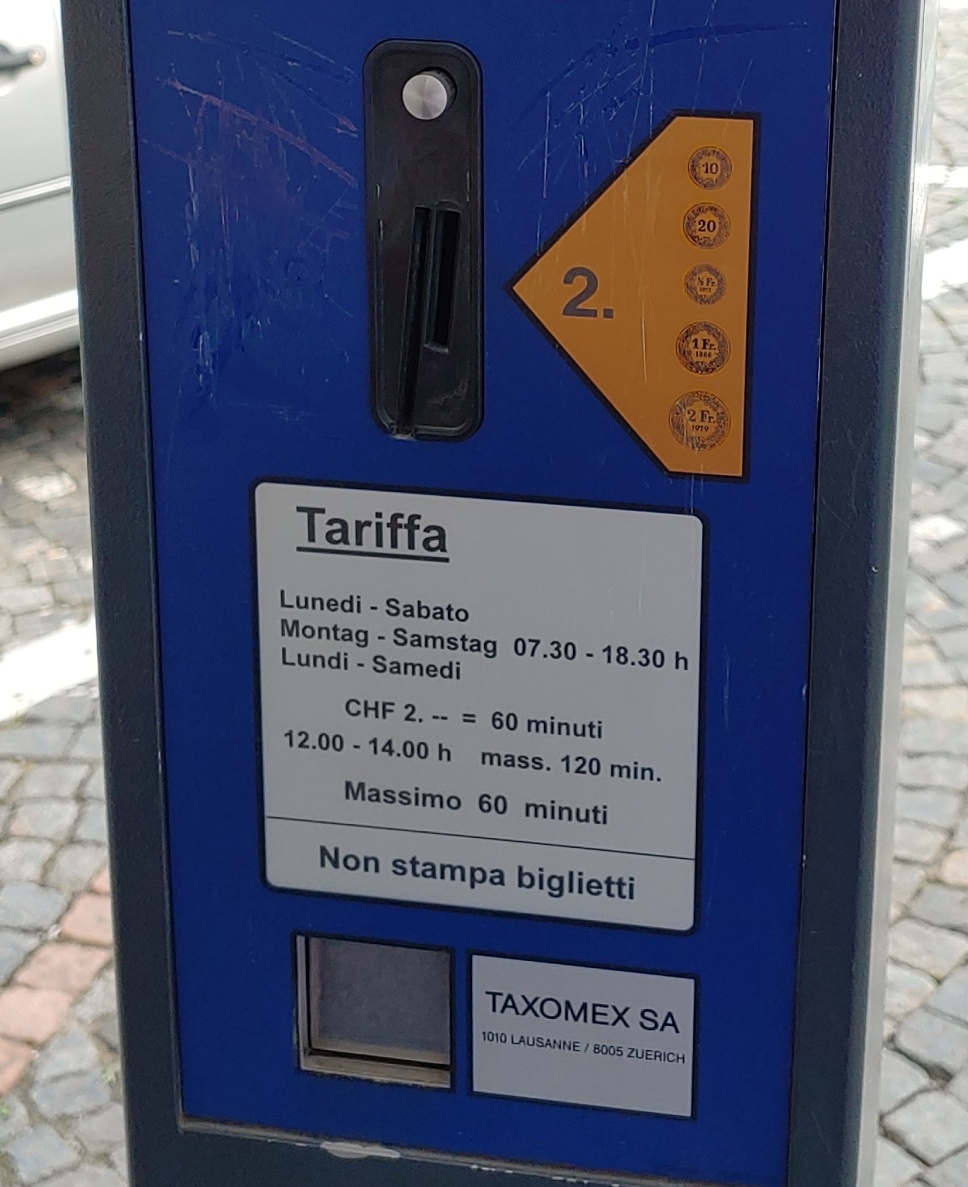 10
20
½ Fr.
2.
1 Fr.
2 Fr.
1979
Tariffa
Lunedi - Sabato
Montag - Samstag 07.30 - 18.30 h
Lundi - Samedi
CHF 2. -- = 60 minuti
12.00 - 14.00 h mass. 120 min.
Massimo 60 minuti
Non stampa biglietti
TAXOMEX SA
1010 LAUSANNE / 8005 ZUERICH